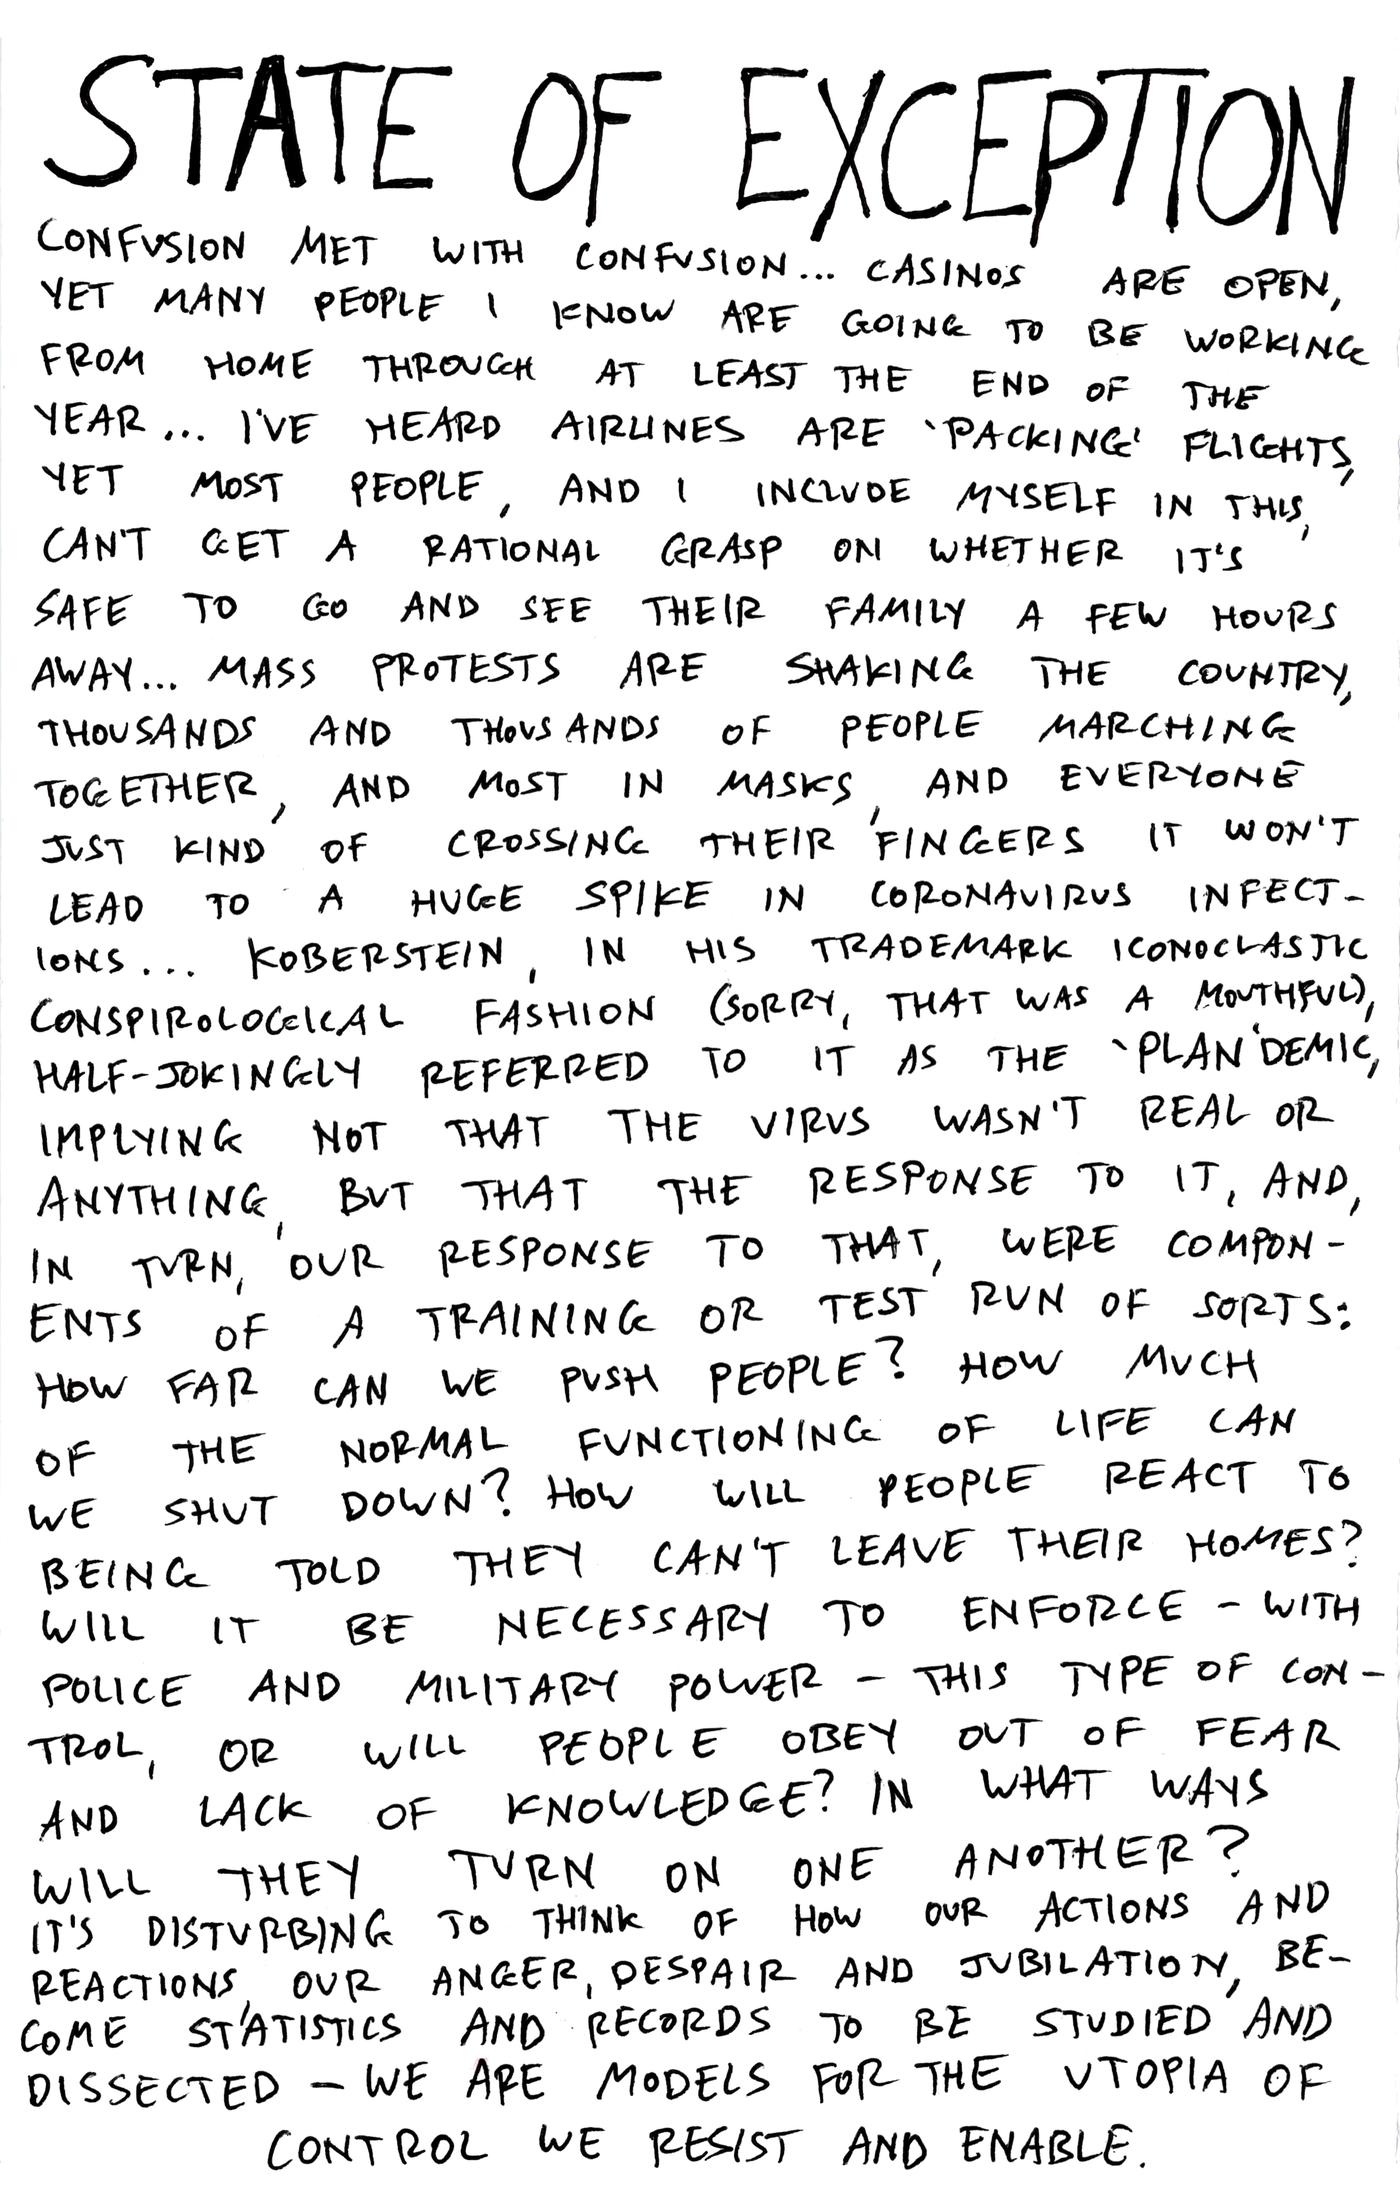 STATE OF EXCEPTION
CONFUSION MET WITH CONFUSION... CASINOS ARE OPEN,
YET MANY PEOPLE I KNOW ARE GOING TO BE WORKING
FROM HOME THROUGH AT LEAST THE END OF THE
YEAR... I'VE HEARD AIRLINES ARE 'PACKING' FLIGHTS,
YET MOST PEOPLE, AND I INCLUDE MYSELF IN THIS,
CAN'T GET A RATIONAL GRASP ON WHETHER IT'S
SAFE TO GO AND SEE THEIR FAMILY A FEW HOURS
AWAY... MASS PROTESTS ARE SHAKING THE COUNTRY,
THOUSANDS AND THOUSANDS OF PEOPLE MARCHING
TOGETHER, AND MOST IN MASKS, AND EVERYONE
JUST KIND OF CROSSING THEIR FINGERS IT WON'T
LEAD TO A HUGE SPIKE IN CORONAVIRUS INFECT-
IONS... KOBERSTEIN, IN HIS TRADEMARK ICONOCLASTIC
CONSPIROLOGICAL FASHION (SORRY, THAT WAS A MOUTHFUL),
HALF-JOKINGLY REFERRED TO IT AS THE 'PLAN'DEMIC,
IMPLYING NOT THAT THE VIRUS WASN'T REAL OR
ANYTHING, BUT THAT THE RESPONSE TO IT, AND,
IN TURN, OUR RESPONSE TO THAT, WERE COMPON-
ENTS OF A TRAINING OR TEST RUN OF SORTS:
HOW FAR CAN WE PUSH PEOPLE? HOW MUCH
OF THE NORMAL FUNCTIONING OF LIFE CAN
WE SHUT DOWN? HOW WILL PEOPLE REACT TO
BEING TOLD THEY CAN'T LEAVE THEIR HOMES?
WILL IT BE NECESSARY TO ENFORCE - WITH
POLICE AND MILITARY POWER - THIS TYPE OF CON-
TROL, OR WILL PEOPLE OBEY OUT OF FEAR
AND LACK OF KNOWLEDGE? IN WHAT WAYS
WILL THEY TURN ON ONE ANOTHER?
IT'S DISTURBING TO THINK OF HOW OUR ACTIONS AND
REACTIONS, OUR ANGER, DESPAIR AND JUBILATION, BE-
COME STATISTICS AND RECORDS TO BE STUDIED AND
DISSECTED - WE ARE MODELS FOR THE UTOPIA OF
CONTROL WE RESIST AND ENABLE.